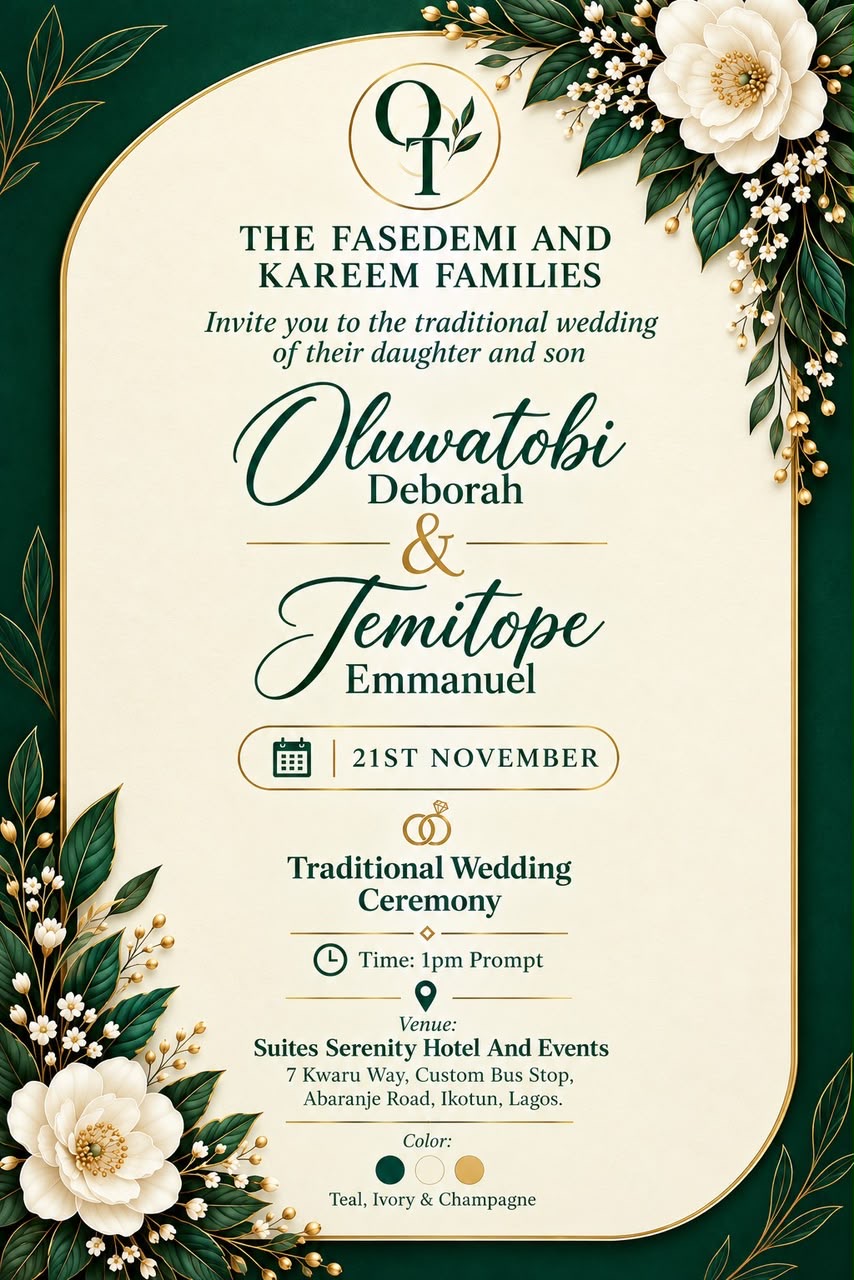 OT
THE FASEDEMI AND
KAREEM FAMILIES
Invite you to the traditional wedding
of their daughter and son
Oluwatobi
Deborah
&
Temitope
Emmanuel
21ST NOVEMBER
Traditional Wedding
Ceremony
Time: 1pm Prompt
Venue:
Suites Serenity Hotel And Events
7 Kwaru Way, Custom Bus Stop,
Abaranje Road, Ikotun, Lagos.
Color:
Teal, Ivory & Champagne